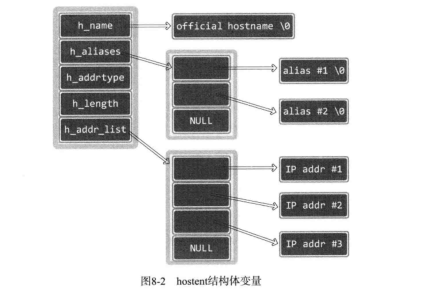 h_name
official hostname \0
h_aliases
alias #1 \0
h_addrtype
h_length
alias #2 \0
NULL
h_addr_list
IP addr #1
IP addr #2
IP addr #3
NULL
图8-2 hostent结构体变量